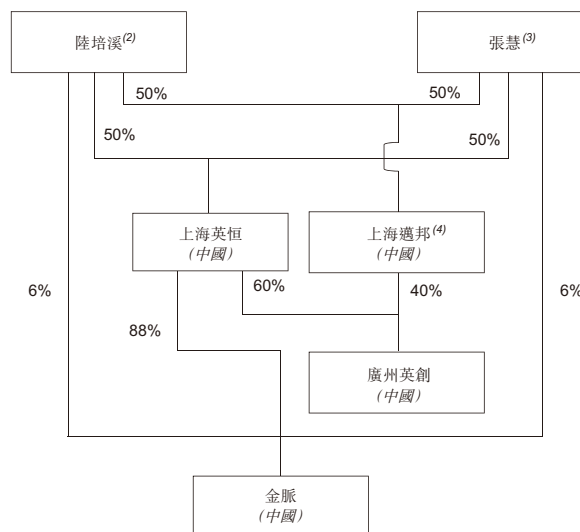 陸培溪(2)
張慧(3)
50%
50%
50%
50%
上海英恒
(中國)
上海邁邦(4)
(中國)
6%
60%
40%
6%
88%
廣州英創
(中國)
金脈
(中國)